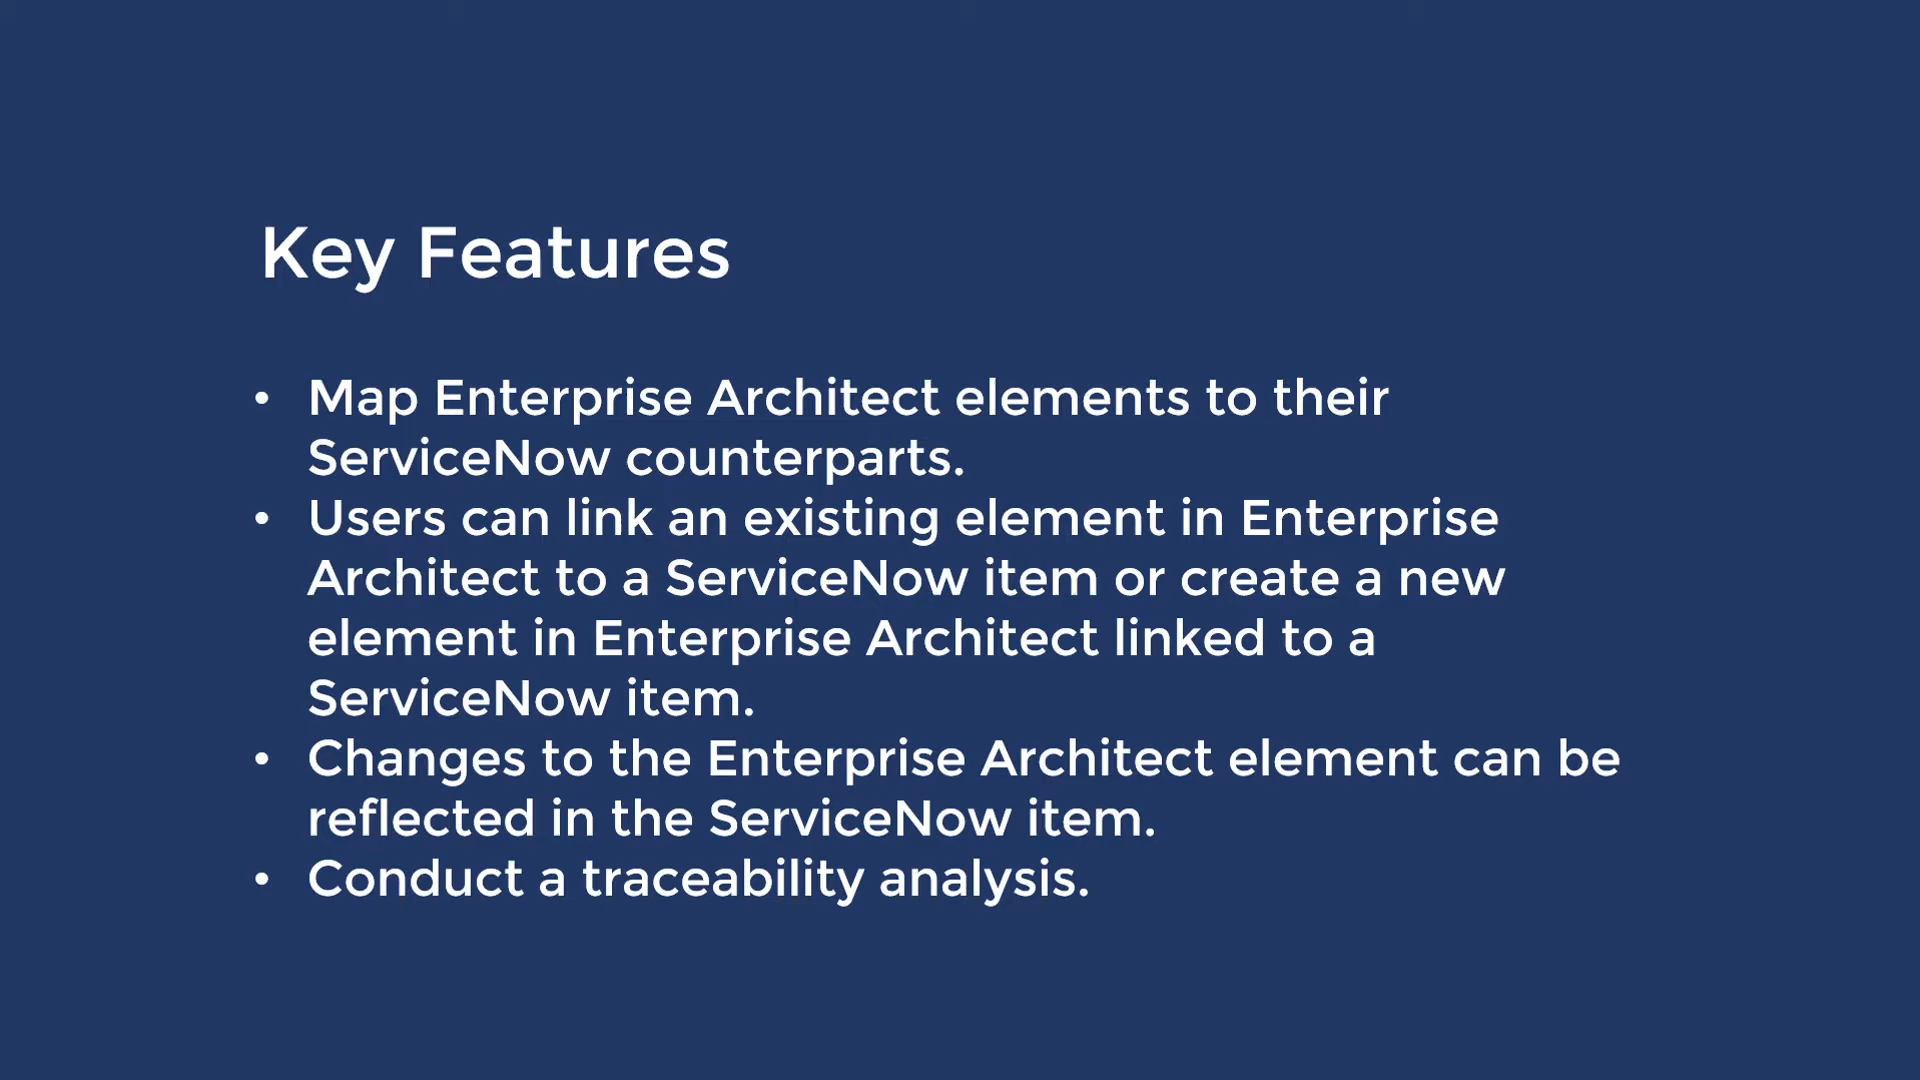 Key Features
• Map Enterprise Architect elements to their
ServiceNow counterparts.
• Users can link an existing element in Enterprise
Architect to a ServiceNow item or create a new
element in Enterprise Architect linked to a
ServiceNow item.
• Changes to the Enterprise Architect element can be
reflected in the ServiceNow item.
• Conduct a traceability analysis.